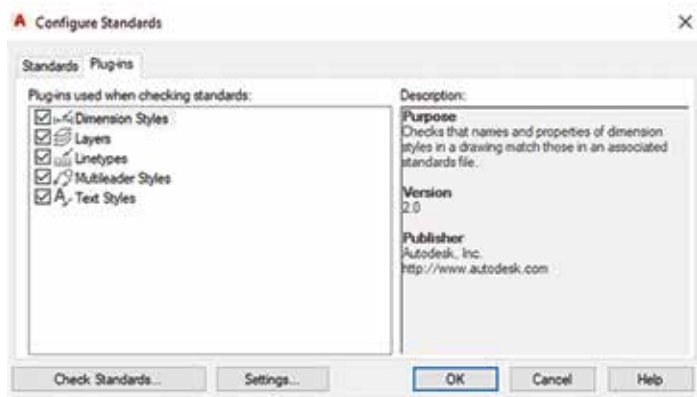 A Configure Standards
Standards Plug-ins
Plug-ins used when checking standards:
Dimension Styles
Layers
Linetypes
Multileader Styles
A Text Styles
Description:
Purpose
Checks that names and properties of dimension
styles in a drawing match those in an associated
standards file.
Version
2.0
Publisher
Autodesk, Inc.
http://www.autodesk.com
Check Standards... Settings... OK Cancel Help